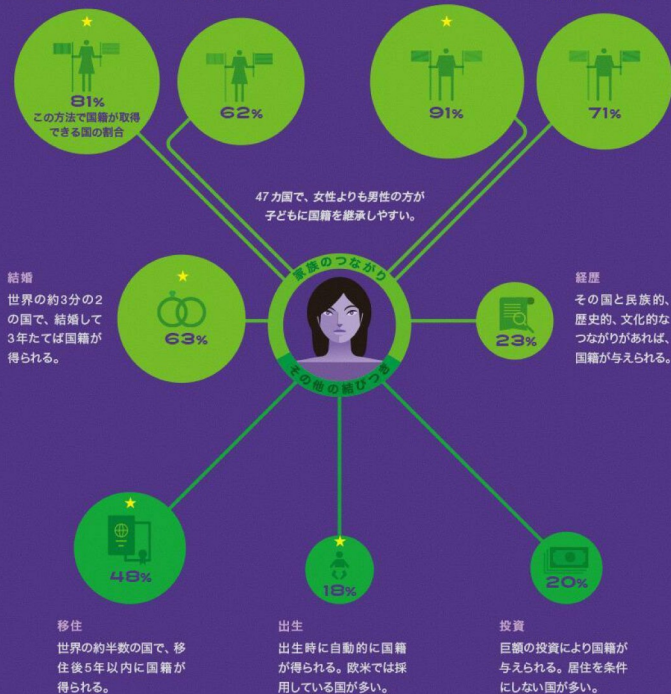 81%
この方法で国籍が取得
できる国の割合
62%
91%
71%
47カ国で、女性よりも男性の方が
子どもに国籍を継承しやすい。
家族のつながり
その他の結びつき
結婚
世界の約3分の2
の国で、結婚して
3年たてば国籍が
得られる。
63%
23%
経歴
その国と民族的、
歴史的、文化的な
つながりがあれば、
国籍が与えられる。
48%
移住
世界の約半数の国で、移
住後5年以内に国籍が
得られる。
18%
出生
出生時に自動的に国籍
が得られる。欧米では採
用している国が多い。
20%
投資
巨額の投資により国籍が
与えられる。居住を条件
にしない国が多い。